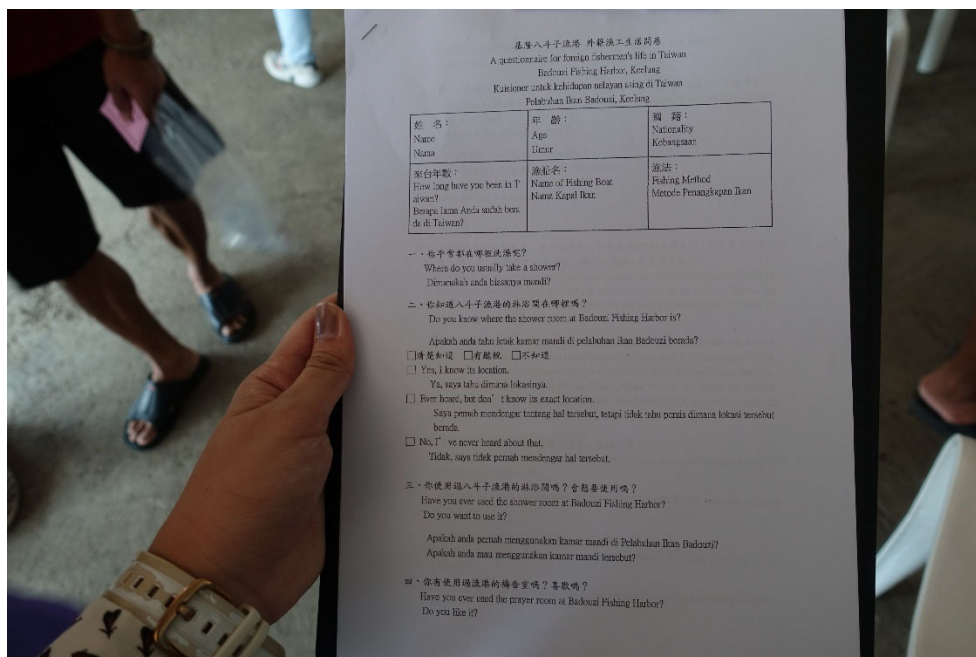 基隆八斗子漁港 外籍漁工生活問卷
A questionnaire for foreign fishermen's life in Taiwan
Badouzi Fishing Harbor, Keelung
Kuisioner untuk kehidupan nelayan asing di Taiwan
Pelabuhan Ikan Badouzi, Keelung
姓 名：
Name
Nama
年 齡：
Age
Umur
國 籍：
Nationality
Kebangsaan
來台年數：
How long have you been in T
aiwan?
Berapa lama Anda sudah bera
da di Taiwan?
漁船名：
Name of Fishing Boat
Nama Kapal Ikan
漁法：
Fishing Method
Metode Penangkapan Ikan
一、你平常都在哪裡洗澡呢？
Where do you usually take a shower?
Dimanakah anda biasanya mandi?
二、你知道八斗子漁港的淋浴間在哪裡嗎？
Do you know where the shower room at Badouzi Fishing Harbor is?
Apakah anda tahu letak kamar mandi di pelabuhan ikan Badouzi berada?
□清楚知道 □有聽說 □不知道
□ Yes, I know its location.
Ya, saya tahu dimana lokasinya.
□ Ever heard, but don't know its exact location.
Saya pernah mendengar tentang hal tersebut, tetapi tidak tahu persis dimana lokasi tersebut
berada.
□ No, I've never heard about that.
Tidak, saya tidak pernah mendengar hal tersebut.
三、你使用過八斗子漁港的淋浴間嗎？會想要使用嗎？
Have you ever used the shower room at Badouzi Fishing Harbor?
Do you want to use it?
Apakah anda pernah menggunakan kamar mandi di Pelabuhan Ikan Badouzi?
Apakah anda mau menggunakan kamar mandi tersebut?
四、你有使用過漁港的禱告室嗎？喜歡嗎？
Have you ever used the prayer room at Badouzi Fishing Harbor?
Do you like it?